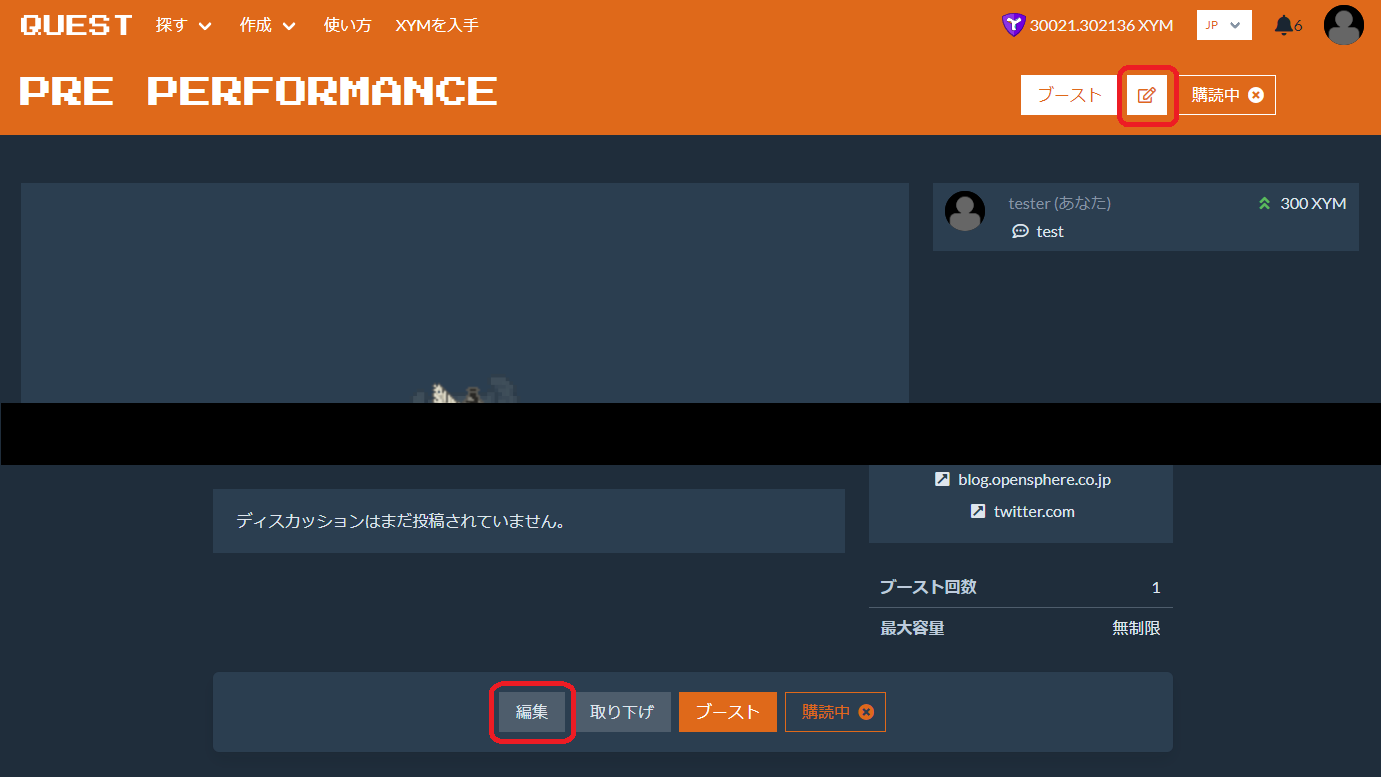 QUEST 探す 作成 使い方 XYMを入手 30021.302136 XYM JP 6
PRE PERFORMANCE ブースト 購読中
tester (あなた) 300 XYM
test
blog.opensphere.co.jp
twitter.com
ディスカッションはまだ投稿されていません。
ブースト回数 1
最大容量 無制限
編集 取り下げ ブースト 購読中